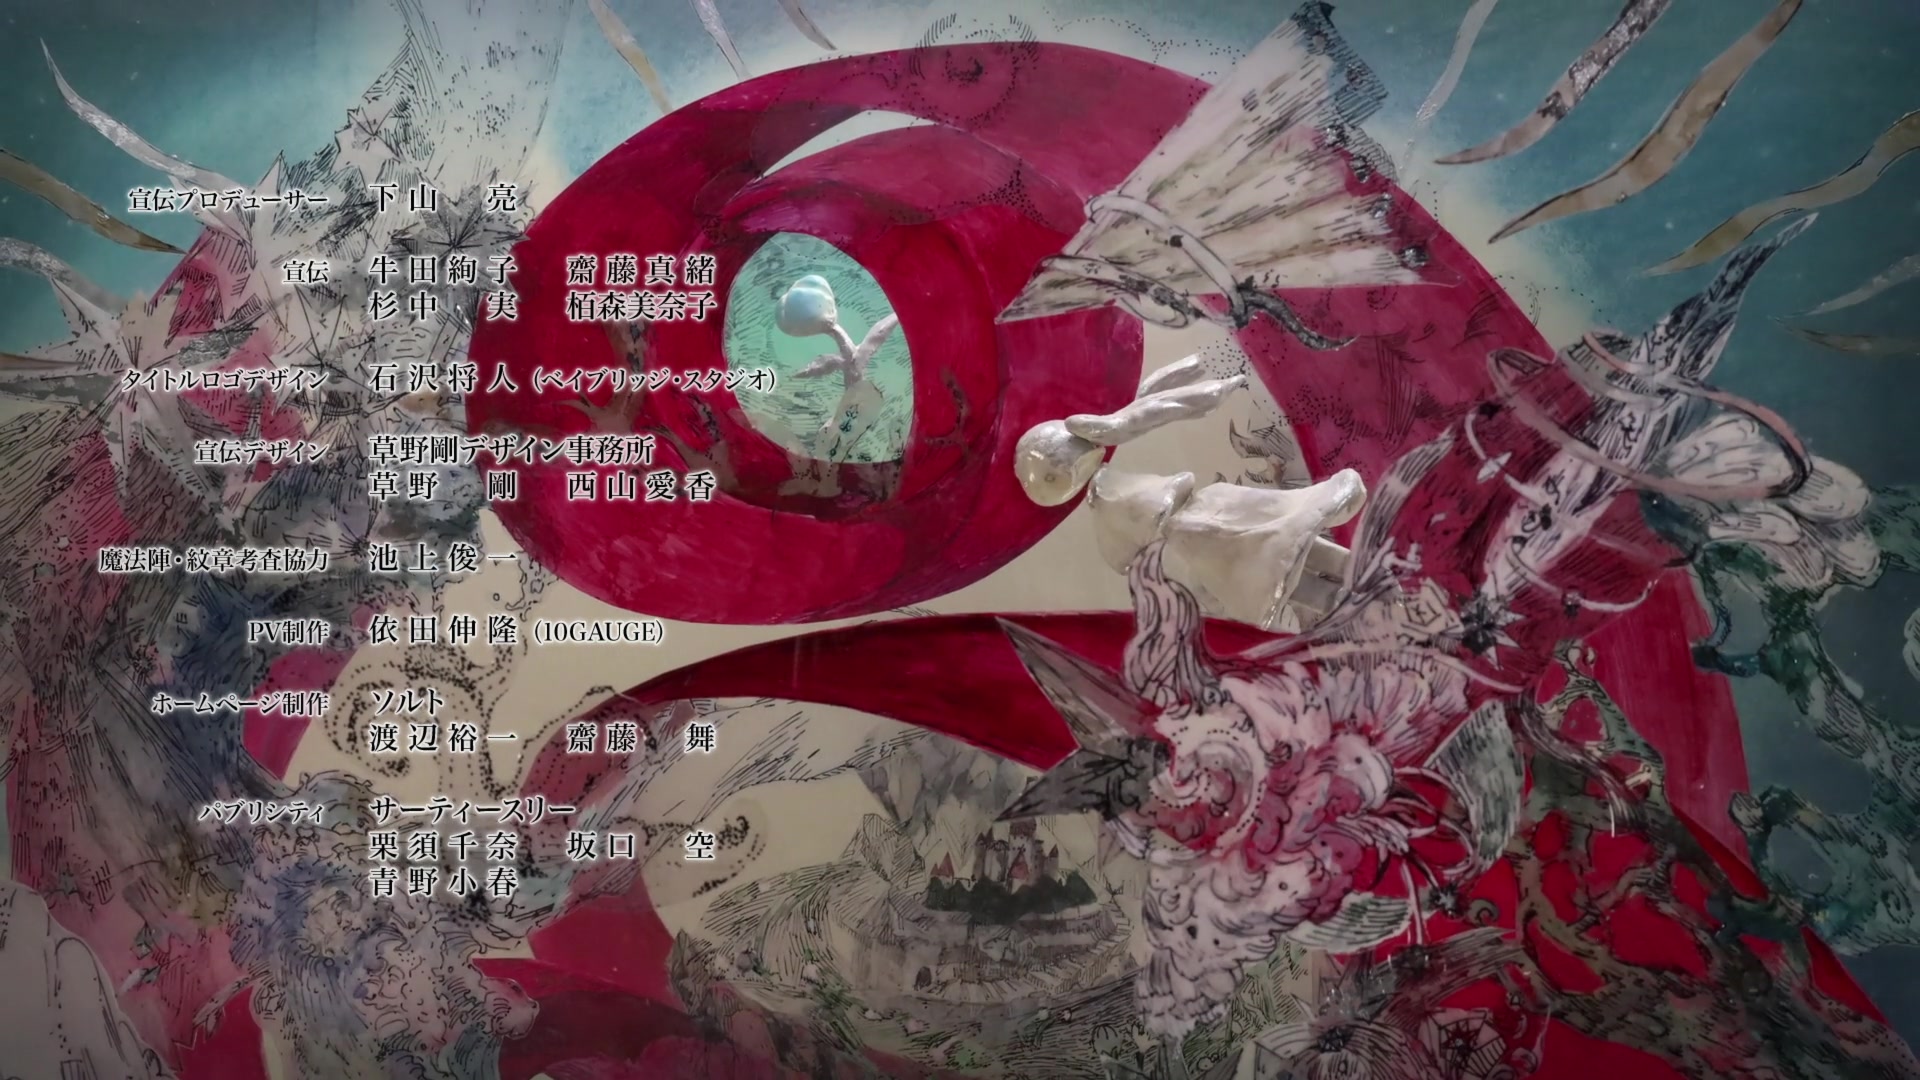 宣伝プロデューサー 下山 亮
宣伝 牛田絢子 齋藤真緒
杉中 実 栢森美奈子
タイトルロゴデザイン 石沢将人（ベイブリッジ・スタジオ）
宣伝デザイン 草野剛デザイン事務所
草野 剛 西山愛香
魔法陣・紋章考査協力 池上俊一
PV制作 依田伸隆（10GAUGE）
ホームページ制作 ソルト
渡辺裕一 齋藤 舞
パブリシティ サーティースリー
栗須千奈 坂口 空
青野小春